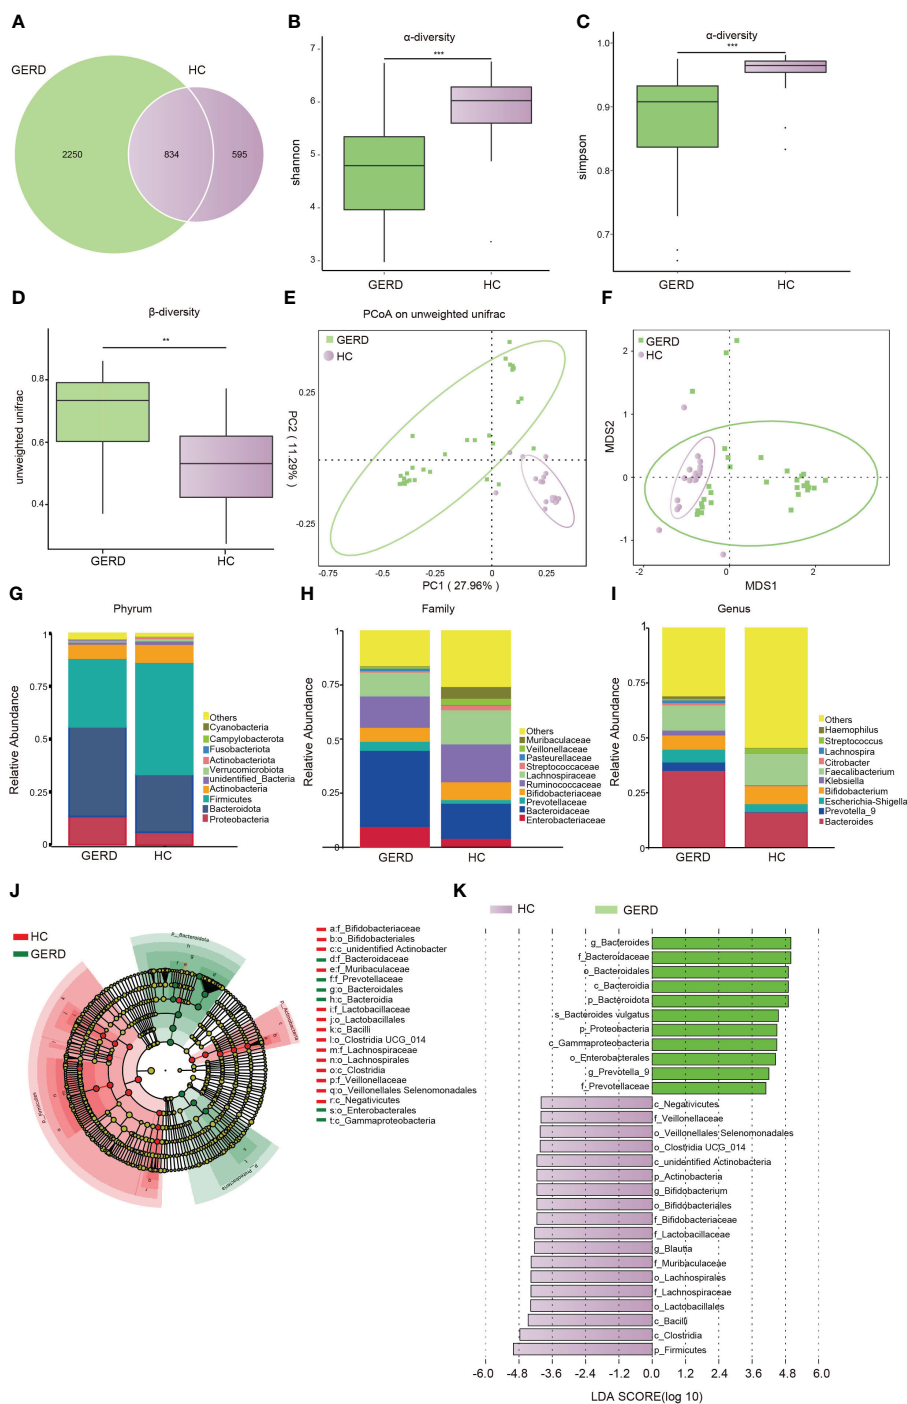 A
GERD
HC
2250
834
595
B
α-diversity
***
shannon
7
6
5
4
3
GERD
HC
C
α-diversity
***
simpson
1.0
0.9
0.8
0.7
GERD
HC
D
β-diversity
**
unweighted unifrac
0.8
0.6
0.4
GERD
HC
E
PCoA on unweighted unifrac
GERD
HC
PC2 ( 11.29% )
0.25
0
-0.25
-0.75
-0.5
-0.25
0
0.25
PC1 ( 27.96% )
F
GERD
HC
MDS2
2
1
0
-1
-2
0
2
MDS1
G
Phyrum
Relative Abundance
1
0.75
0.5
0.25
0
GERD
HC
Others
Cyanobacteria
Campylobacterota
Fusobacteriota
Actinobacteriota
Verrucomicrobiota
unidentified_Bacteria
Actinobacteria
Firmicutes
Bacteroidota
Proteobacteria
H
Family
Relative Abundance
1
0.75
0.5
0.25
0
GERD
HC
Others
Muribaculaceae
Veillonellaceae
Pasteurellaceae
Streptococcaceae
Lachnospiraceae
Ruminococcaceae
Bifidobacteriaceae
Prevotellaceae
Bacteroidaceae
Enterobacteriaceae
I
Genus
Relative Abundance
1
0.75
0.5
0.25
0
GERD
HC
Others
Haemophilus
Streptococcus
Lachnospira
Citrobacter
Faecalibacterium
Klebsiella
Bifidobacterium
Escherichia-Shigella
Prevotella_9
Bacteroides
J
HC
GERD
p__Bacteroidota
p__Actinobacteria
p__Firmicutes
p__Proteobacteria
a:f_Bifidobacteriaceae
b:o_Bifidobacteriales
c:c_unidentified Actinobacter
d:f_Bacteroidaceae
e:f_Muribaculaceae
f:f_Prevotellaceae
g:o_Bacteroidales
h:c_Bacteroidia
i:f_Lactobacillaceae
j:o_Lactobacillales
k:c_Bacilli
l:o_Clostridia UCG_014
m:f_Lachnospiraceae
n:o_Lachnospirales
o:c_Clostridia
p:f_Veillonellaceae
q:o_Veillonellales Selenomonadales
r:c_Negativicutes
s:o_Enterobacterales
t:c_Gammaproteobacteria
K
HC
GERD
g_Bacteroides
f_Bacteroidaceae
o_Bacteroidales
c_Bacteroidia
p_Bacteroidota
s_Bacteroides vulgatus
p_Proteobacteria
c_Gammaproteobacteria
o_Enterobacterales
g_Prevotella_9
f_Prevotellaceae
c_Negativicutes
f_Veillonellaceae
o_Veillonellales Selenomonadales
o_Clostridia UCG_014
c_unidentified Actinobacteria
p_Actinobacteria
g_Bifidobacterium
o_Bifidobacteriales
f_Bifidobacteriaceae
f_Lactobacillaceae
g_Blautia
f_Muribaculaceae
o_Lachnospirales
f_Lachnospiraceae
o_Lactobacillales
c_Bacilli
c_Clostridia
p_Firmicutes
-6.0
-4.8
-3.6
-2.4
-1.2
0.0
1.2
2.4
3.6
4.8
6.0
LDA SCORE(log 10)